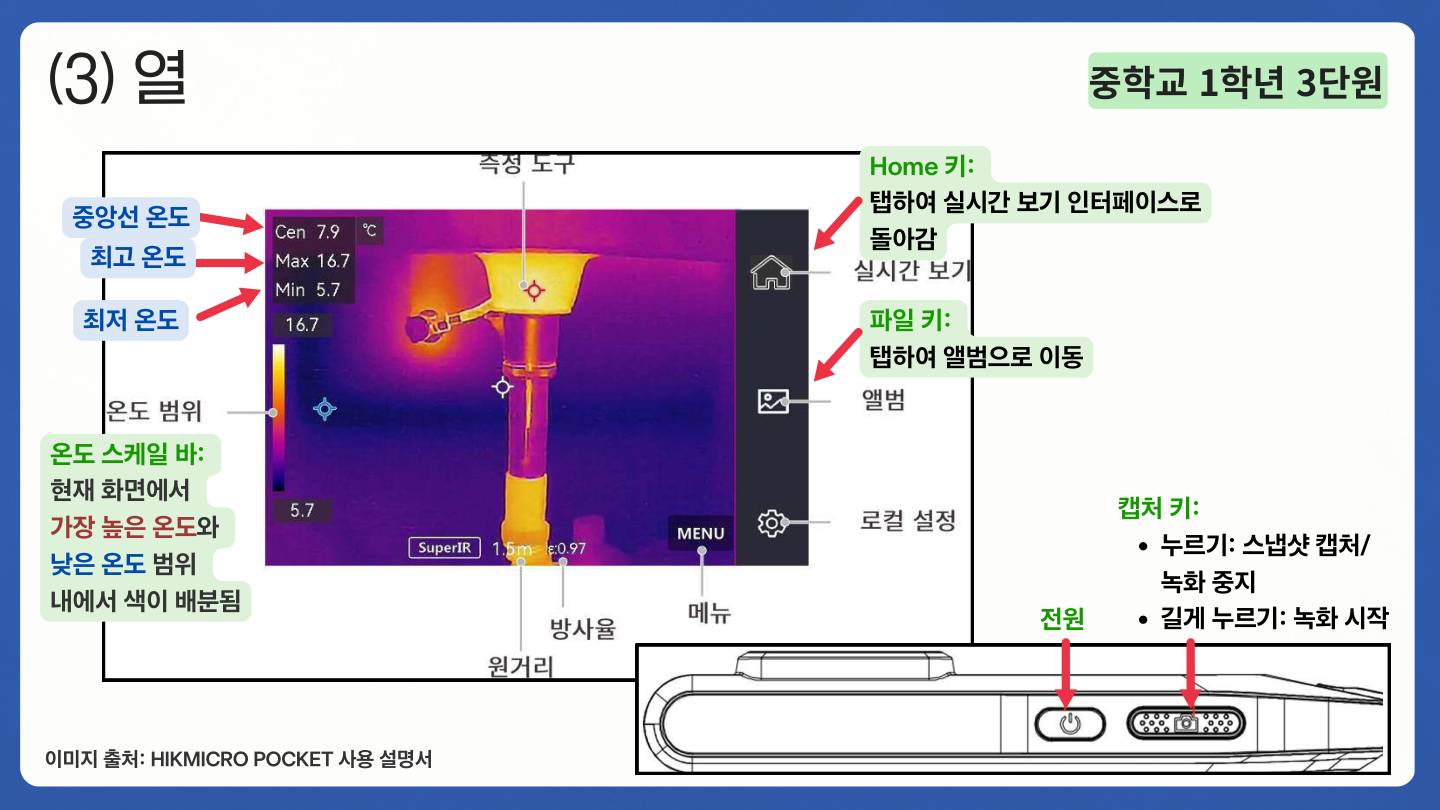 (3) 열
중학교 1학년 3단원
측정 도구
중앙선 온도
최고 온도
최저 온도
Cen 7.9 ℃
Max 16.7
Min 5.7
16.7
5.7
온도 범위
온도 스케일 바:
현재 화면에서
가장 높은 온도와
낮은 온도 범위
내에서 색이 배분됨
SuperIR
1.5m
ε:0.97
MENU
방사율
원거리
메뉴
Home 키:
탭하여 실시간 보기 인터페이스로
돌아감
실시간 보기
파일 키:
탭하여 앨범으로 이동
앨범
로컬 설정
캡처 키:
• 누르기: 스냅샷 캡처/
녹화 중지
• 길게 누르기: 녹화 시작
전원
이미지 출처: HIKMICRO POCKET 사용 설명서